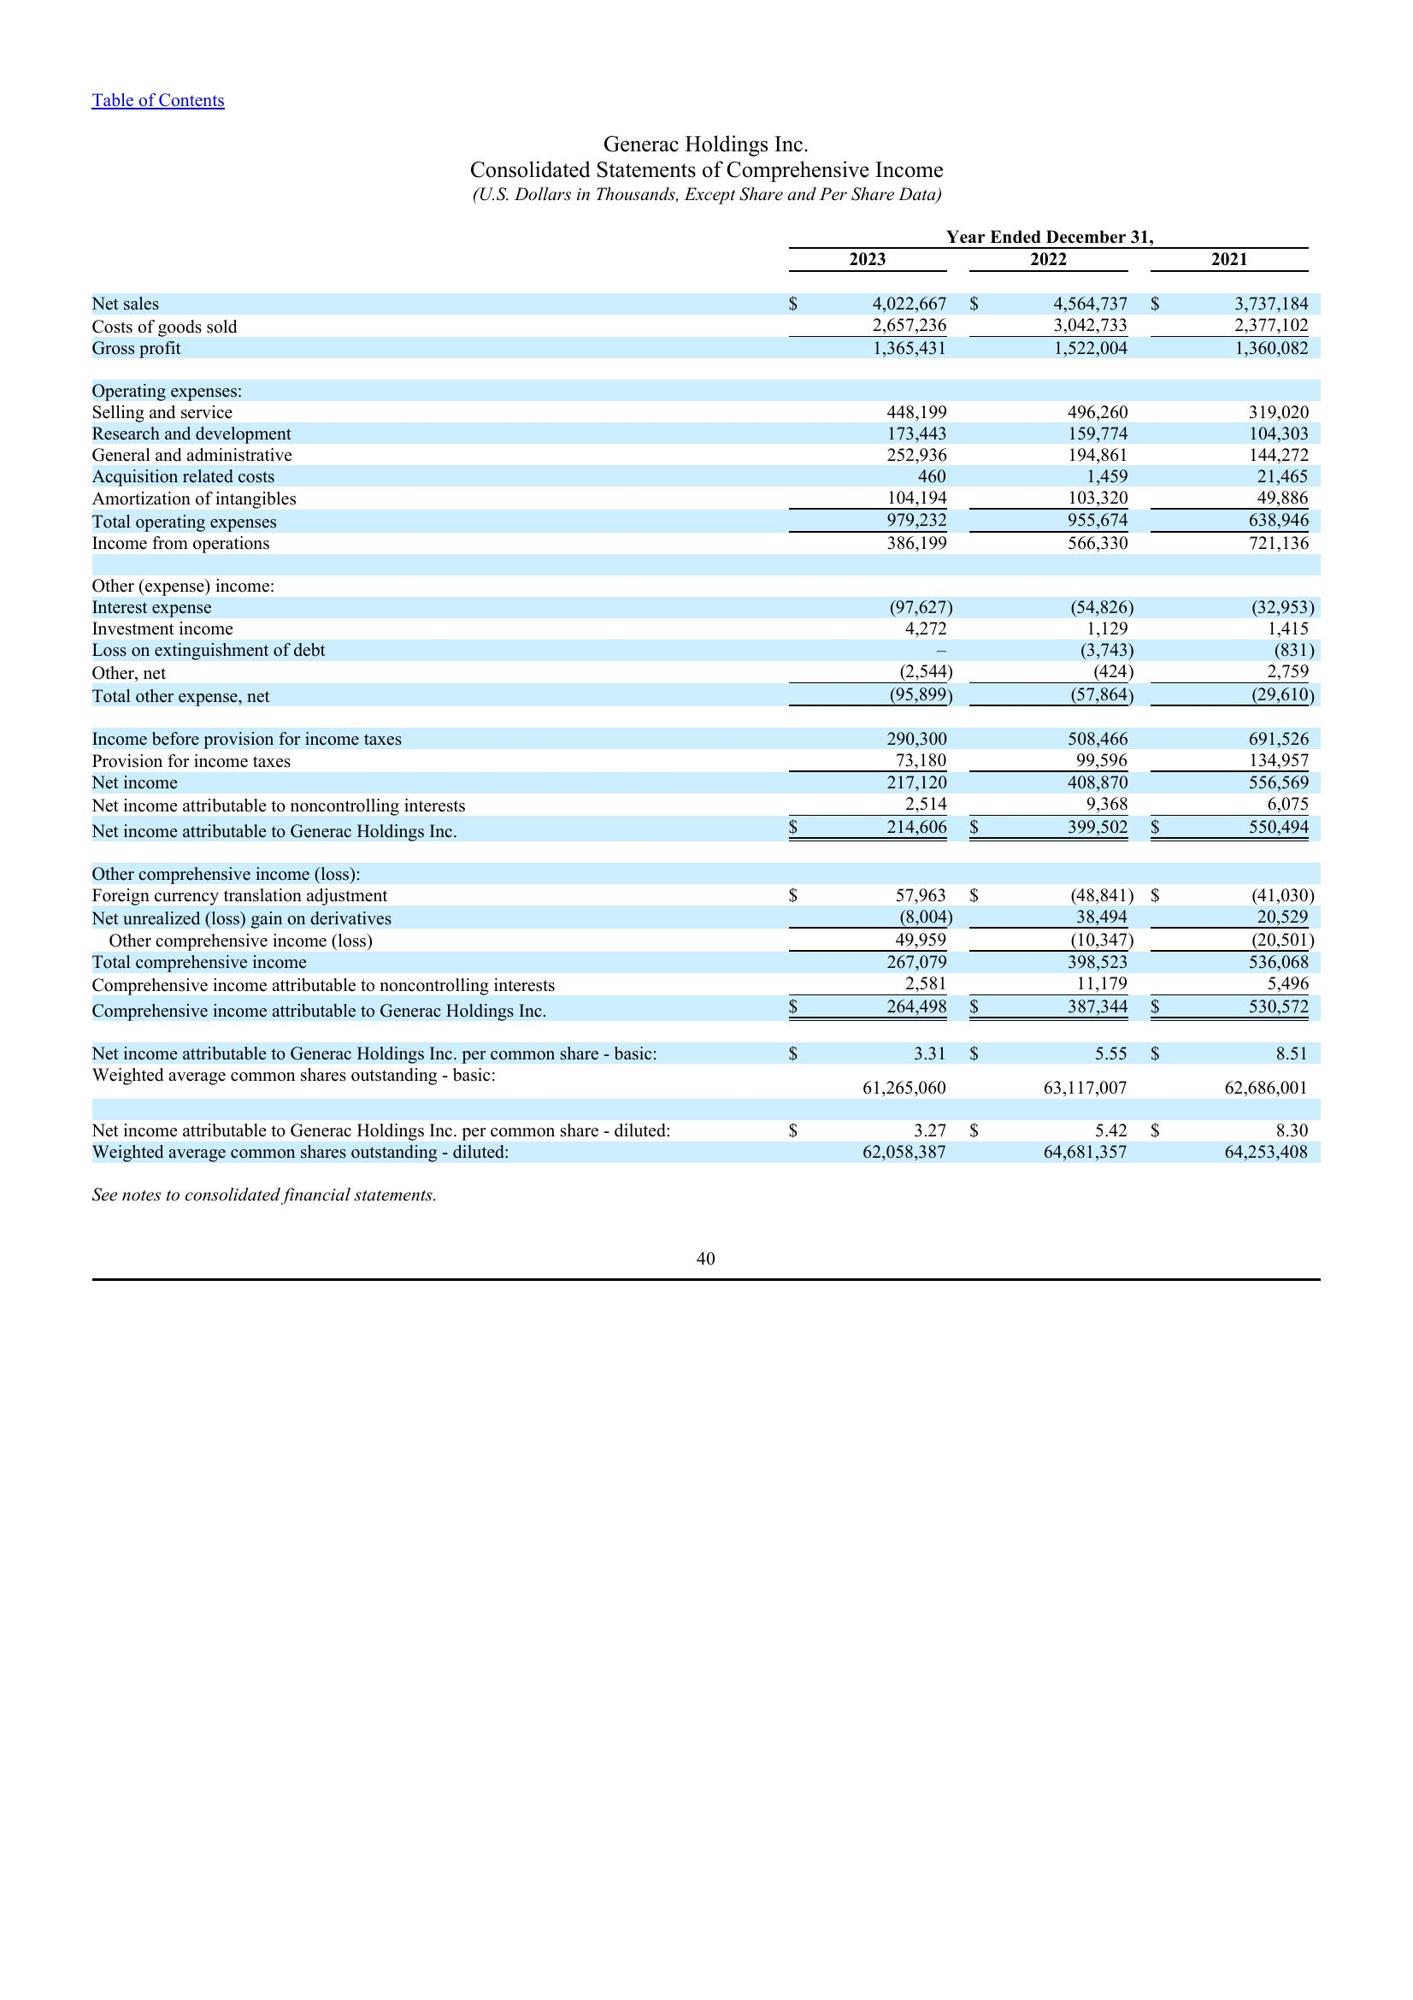 Table of Contents
Generac Holdings Inc.
Consolidated Statements of Comprehensive Income
(U.S. Dollars in Thousands, Except Share and Per Share Data)
Year Ended December 31,
2023 2022 2021
Net sales $ 4,022,667 $ 4,564,737 $ 3,737,184
Costs of goods sold 2,657,236 3,042,733 2,377,102
Gross profit 1,365,431 1,522,004 1,360,082
Operating expenses:
Selling and service 448,199 496,260 319,020
Research and development 173,443 159,774 104,303
General and administrative 252,936 194,861 144,272
Acquisition related costs 460 1,459 21,465
Amortization of intangibles 104,194 103,320 49,886
Total operating expenses 979,232 955,674 638,946
Income from operations 386,199 566,330 721,136
Other (expense) income:
Interest expense (97,627) (54,826) (32,953)
Investment income 4,272 1,129 1,415
Loss on extinguishment of debt – (3,743) (831)
Other, net (2,544) (424) 2,759
Total other expense, net (95,899) (57,864) (29,610)
Income before provision for income taxes 290,300 508,466 691,526
Provision for income taxes 73,180 99,596 134,957
Net income 217,120 408,870 556,569
Net income attributable to noncontrolling interests 2,514 9,368 6,075
Net income attributable to Generac Holdings Inc. $ 214,606 $ 399,502 $ 550,494
Other comprehensive income (loss):
Foreign currency translation adjustment $ 57,963 $ (48,841) $ (41,030)
Net unrealized (loss) gain on derivatives (8,004) 38,494 20,529
Other comprehensive income (loss) 49,959 (10,347) (20,501)
Total comprehensive income 267,079 398,523 536,068
Comprehensive income attributable to noncontrolling interests 2,581 11,179 5,496
Comprehensive income attributable to Generac Holdings Inc. $ 264,498 $ 387,344 $ 530,572
Net income attributable to Generac Holdings Inc. per common share - basic: $ 3.31 $ 5.55 $ 8.51
Weighted average common shares outstanding - basic: 61,265,060 63,117,007 62,686,001
Net income attributable to Generac Holdings Inc. per common share - diluted: $ 3.27 $ 5.42 $ 8.30
Weighted average common shares outstanding - diluted: 62,058,387 64,681,357 64,253,408
See notes to consolidated financial statements.
40